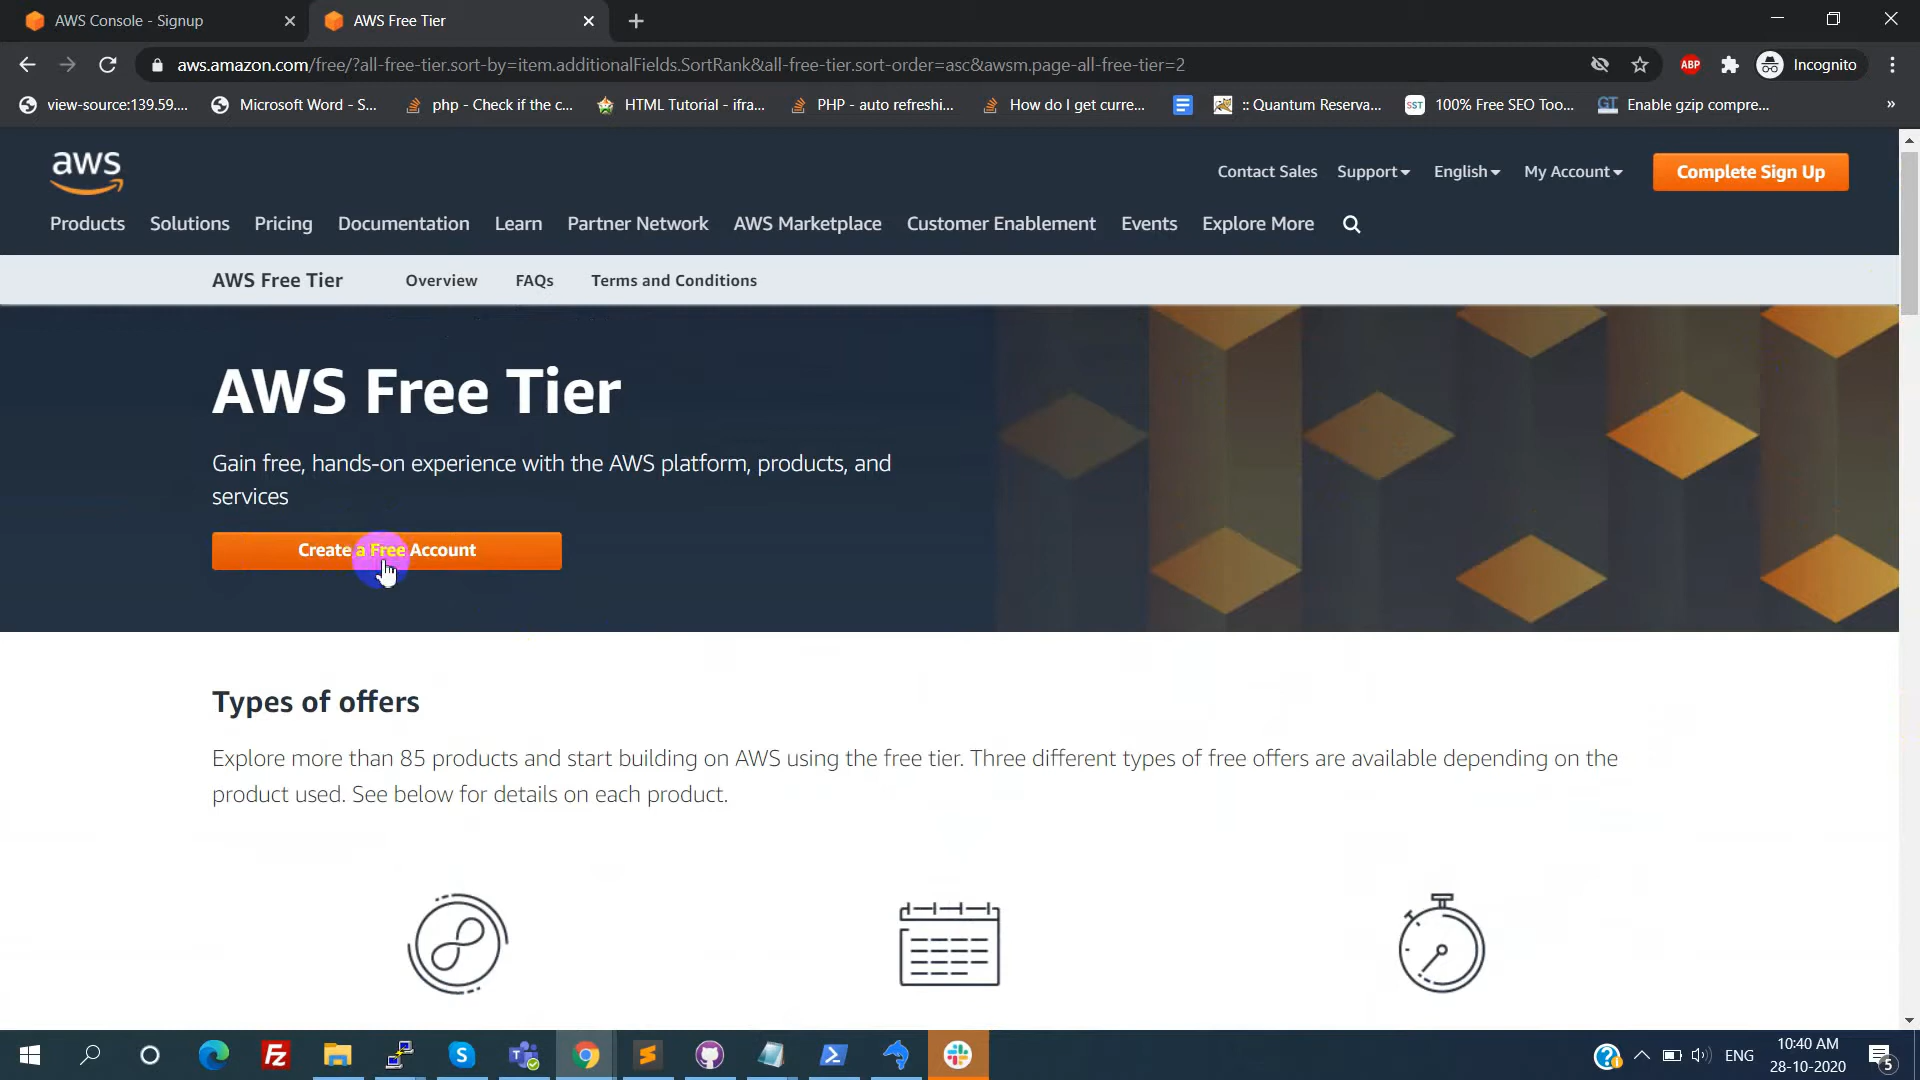 AWS Console - Signup
AWS Free Tier
aws.amazon.com/free/?all-free-tier.sort-by=item.additionalFields.SortRank&all-free-tier.sort-order=asc&awsm.page-all-free-tier=2
ABP
Incognito
view-source:139.59....
Microsoft Word - S...
php - Check if the c...
HTML Tutorial - ifra...
PHP - auto refreshi...
How do I get curre...
:: Quantum Reserva...
SST
100% Free SEO Too...
GT
Enable gzip compre...
»
aws
Contact Sales
Support
English
My Account
Complete Sign Up
Products
Solutions
Pricing
Documentation
Learn
Partner Network
AWS Marketplace
Customer Enablement
Events
Explore More
AWS Free Tier
Overview
FAQs
Terms and Conditions
AWS Free Tier
Gain free, hands-on experience with the AWS platform, products, and
services
Create a Free Account
Types of offers
Explore more than 85 products and start building on AWS using the free tier. Three different types of free offers are available depending on the
product used. See below for details on each product.
Fz
S
ENG
10:40 AM
28-10-2020
5